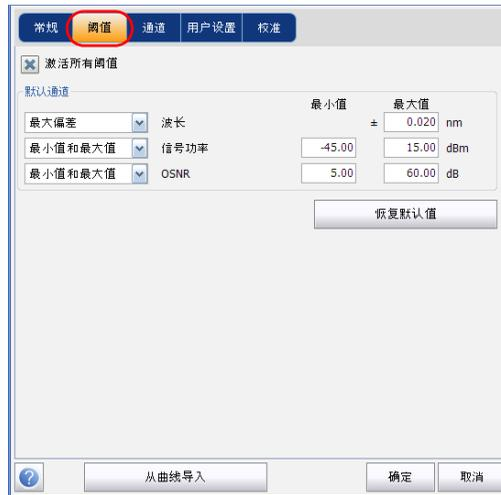 常规 阈值 通道 用户设置 校准
激活所有阈值
默认通道
最小值 最大值
最大偏差 波长 ± 0.020 nm
最小值和最大值 信号功率 -45.00 15.00 dBm
最小值和最大值 OSNR 5.00 60.00 dB
恢复默认值
? 从曲线导入 确定 取消